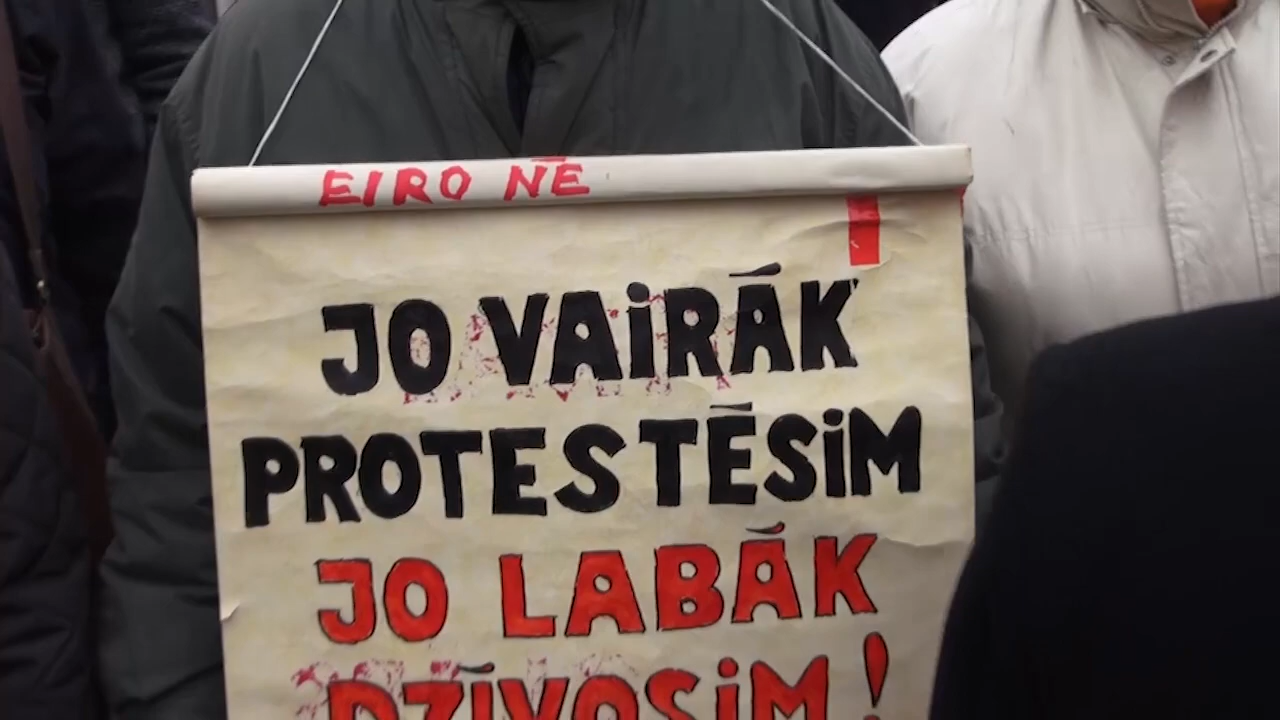 EIRO NĒ
JO VAiRĀK
PROTESTĒSiM
JO LABĀK
DZĪVOSiM!